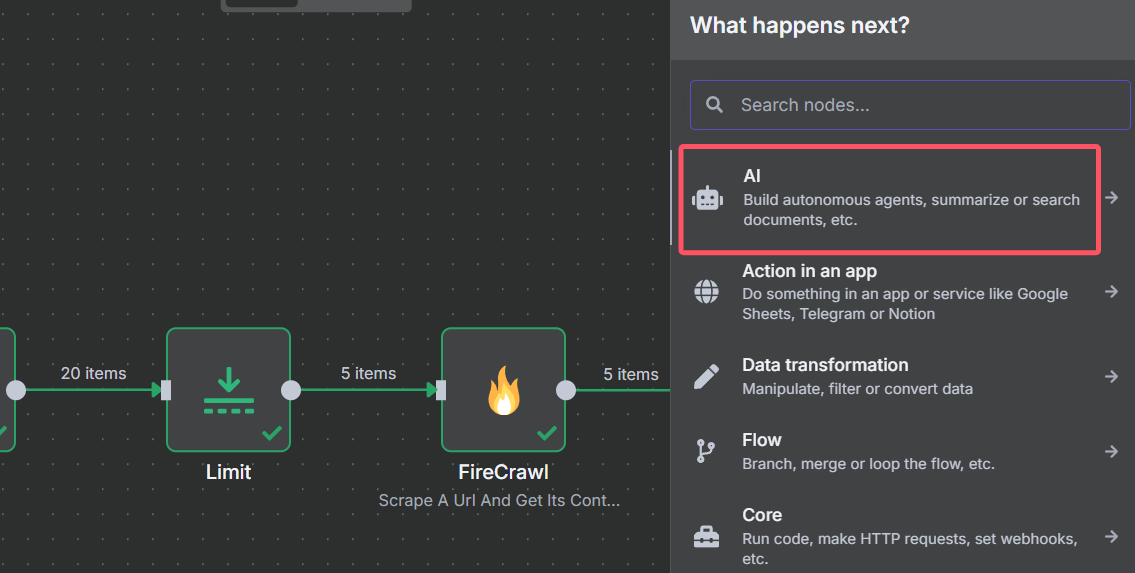 What happens next?
Search nodes...
AI
Build autonomous agents, summarize or search
documents, etc.
Action in an app
Do something in an app or service like Google
Sheets, Telegram or Notion
Data transformation
Manipulate, filter or convert data
Flow
Branch, merge or loop the flow, etc.
Core
Run code, make HTTP requests, set webhooks,
etc.
20 items
5 items
5 items
Limit
FireCrawl
Scrape A Url And Get Its Cont...